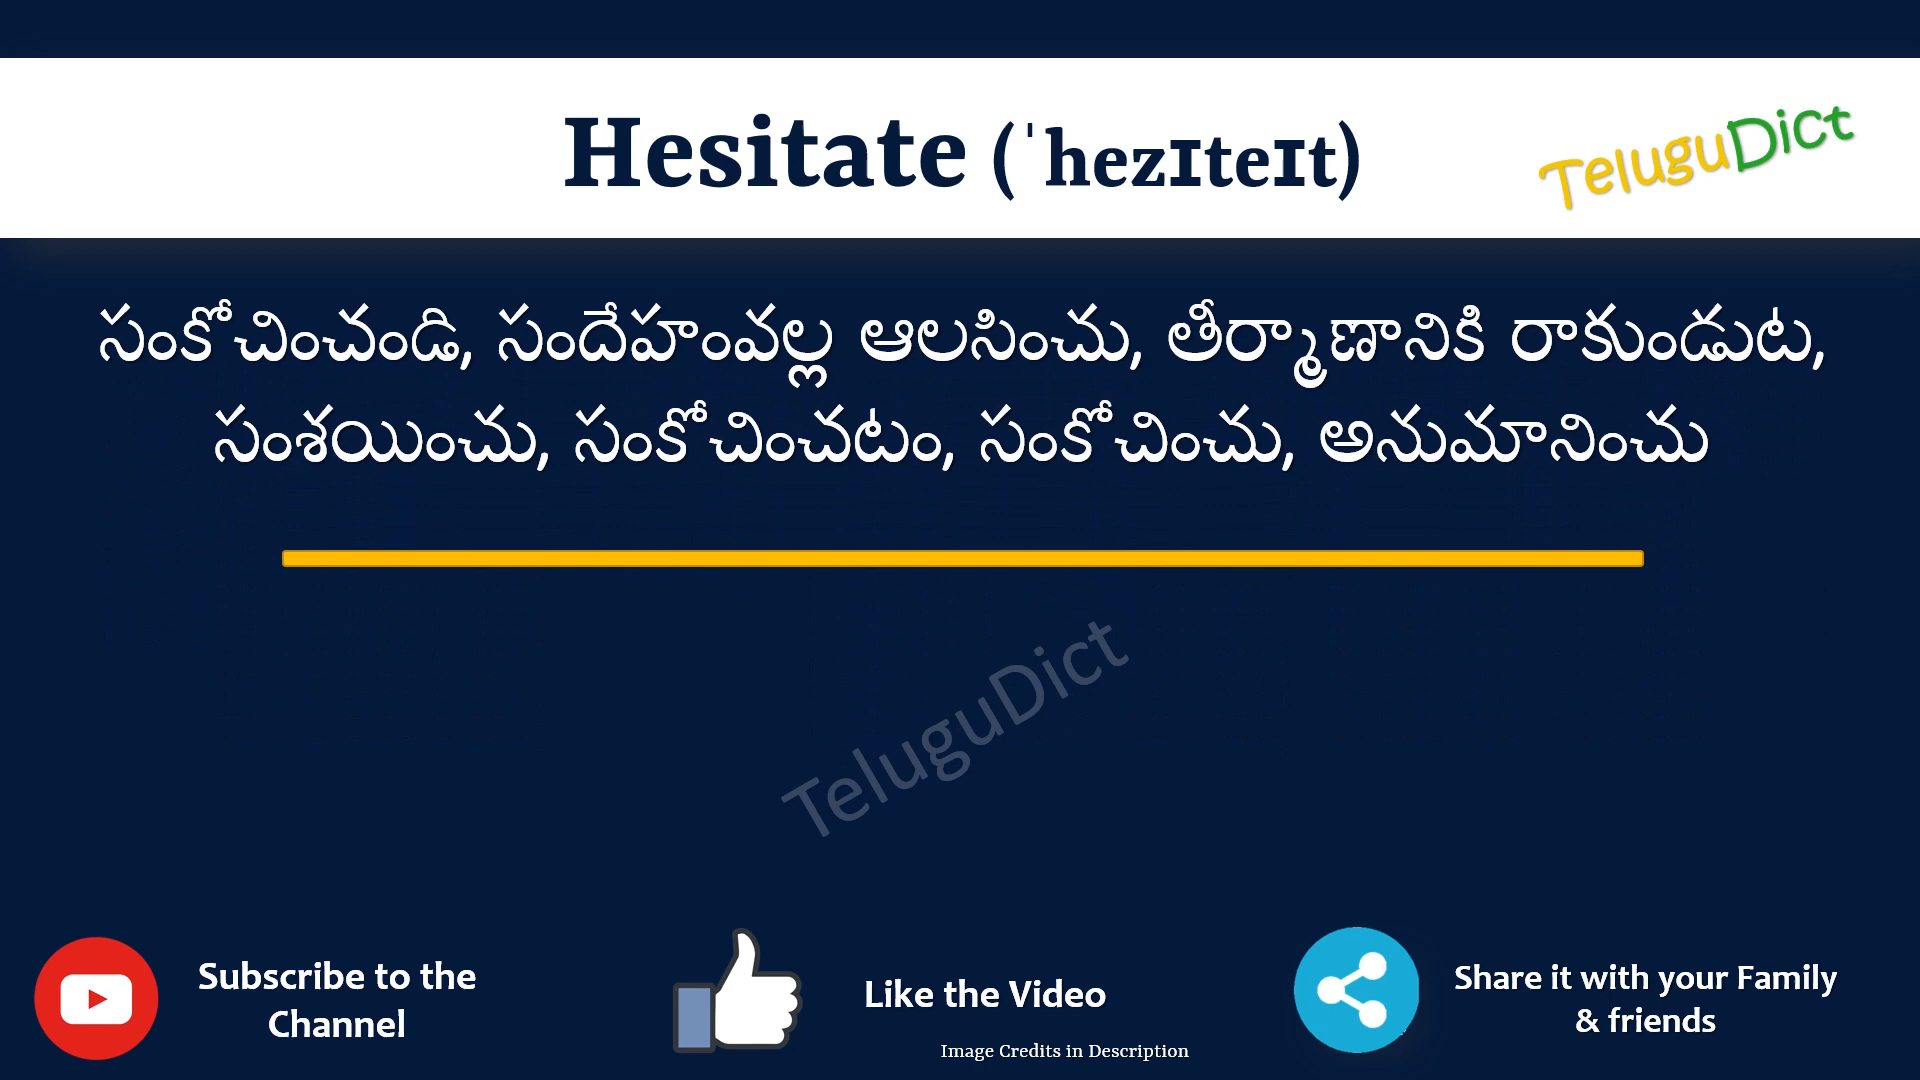 Hesitate (ˈhezɪteɪt)
TeluguDict
సంకోచించండి, సందేహంవల్ల ఆలసించు, తీర్మాణానికి రాకుండుట,
సంశయించు, సంకోచించటం, సంకోచించు, అనుమానించు
TeluguDict
Subscribe to the
Channel
Like the Video
Image Credits in Description
Share it with your Family
& friends